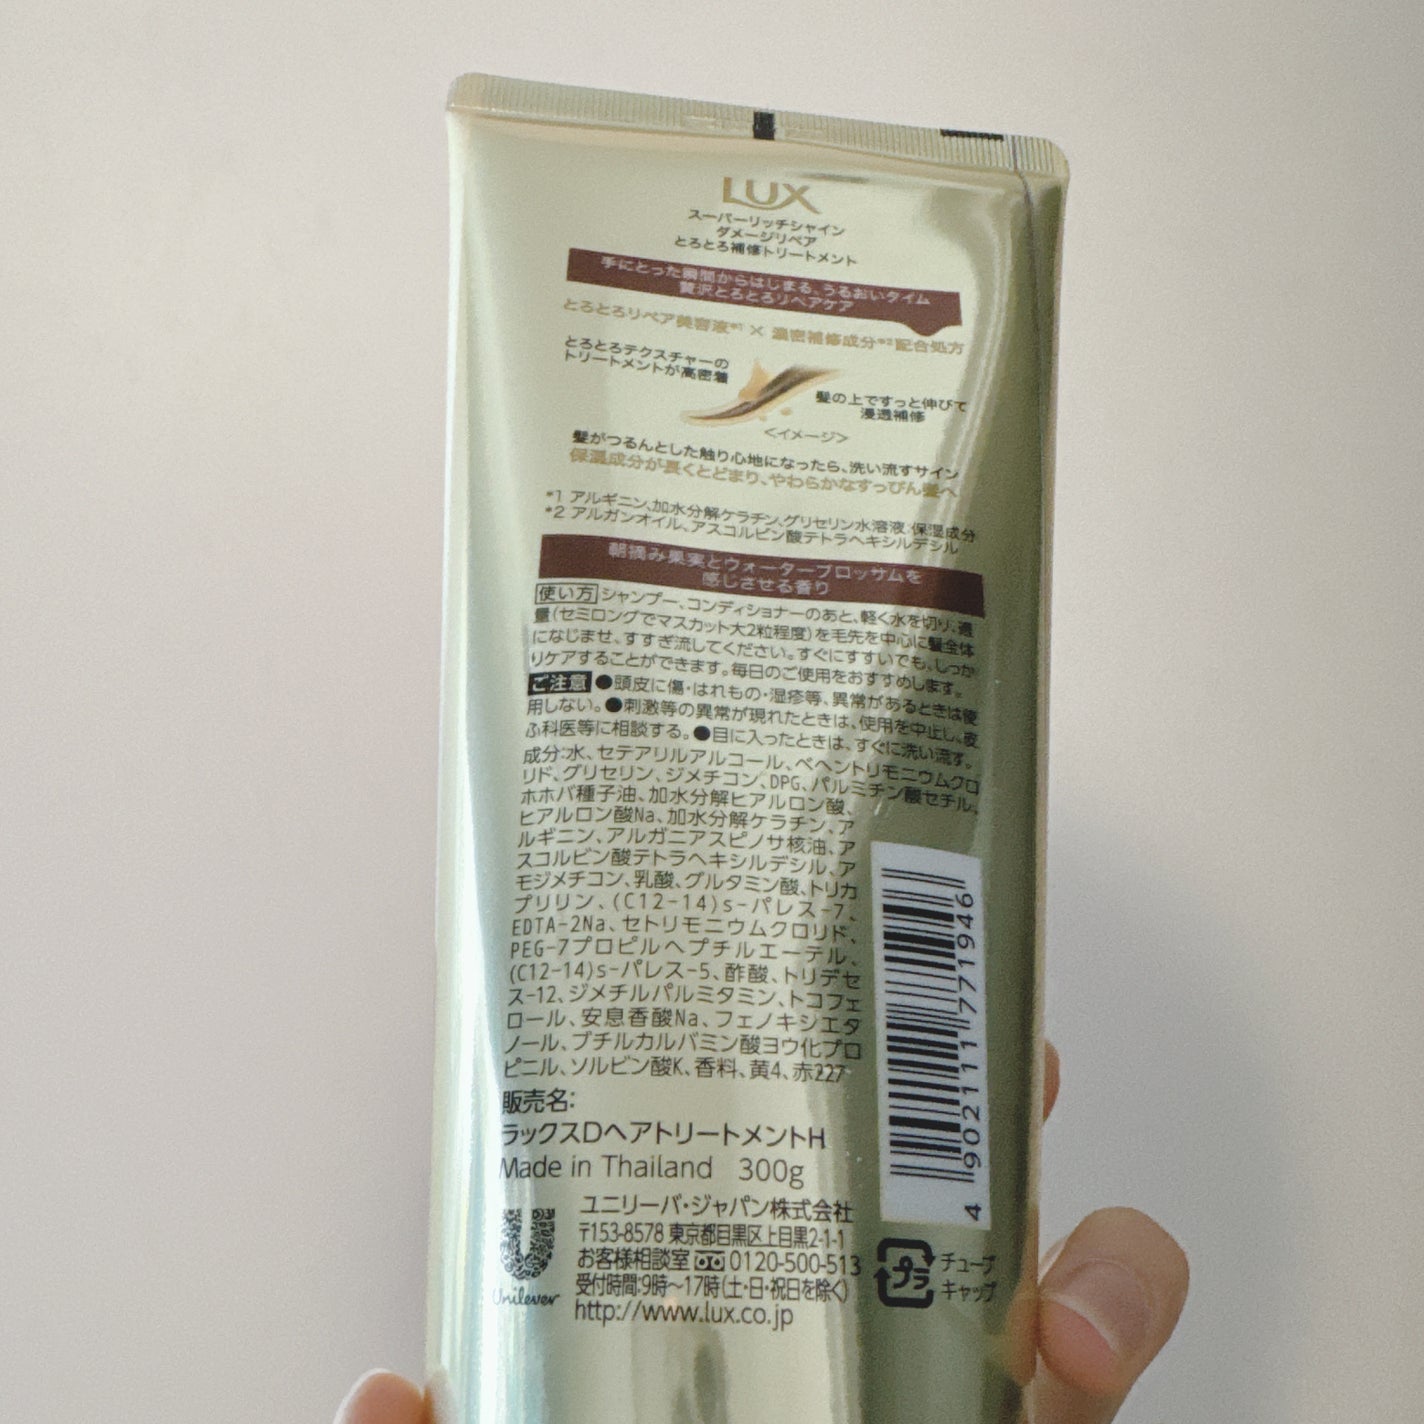 LUX
スーパーリッチシャイン
ダメージリペア
とろとろ補修トリートメント
手にとった瞬間からはじまる、うるおいタイム
贅沢とろとろリペアケア
とろとろリペア美容液*1 × 濃密補修成分*2配合処方
とろとろテクスチャーの
トリートメントが高密着
髪の上ですっと伸びて
浸透補修
<イメージ>
髪がつるんとした触り心地になったら、洗い流すサイン
保湿成分が長くとどまり、やわらかなすっぴん髪へ
*1 アルギニン、加水分解ケラチン、グリセリン水溶液:保湿成分
*2 アルガンオイル、アスコルビン酸テトラヘキシルデシル
朝摘み果実とウォーターブロッサムを
感じさせる香り
使い方 シャンプー、コンディショナーのあと、軽く水を切り、適
量(セミロングでマスカット大2粒程度)を毛先を中心に髪全体
になじませ、すすぎ流してください。すぐにすすいでも、しっか
りケアすることができます。毎日のご使用をおすすめします。
ご注意 ●頭皮に傷・はれもの・湿疹等、異常があるときは使
用しない。●刺激等の異常が現れたときは、使用を中止し、皮
ふ科医等に相談する。●目に入ったときは、すぐに洗い流す。
成分:水、セテアリルアルコール、ベヘントリモニウムクロ
リド、グリセリン、ジメチコン、DPG、パルミチン酸セチル、
ホホバ種子油、加水分解ヒアルロン酸、
ヒアルロン酸Na、加水分解ケラチン、ア
ルギニン、アルガニアスピノサ核油、ア
スコルビン酸テトラヘキシルデシル、ア
モジメチコン、乳酸、グルタミン酸、トリカ
プリリン、(C12-14)s-パレス-7、
EDTA-2Na、セトリモニウムクロリド、
PEG-7プロピルヘプチルエーテル、
(C12-14)s-パレス-5、酢酸、トリデセ
ス-12、ジメチルパルミタミン、トコフェ
ロール、安息香酸Na、フェノキシエタ
ノール、ブチルカルバミン酸ヨウ化プロ
ピニル、ソルビン酸K、香料、黄4、赤227
4 902111 771946
販売名:
ラックスDヘアトリートメントH
Made in Thailand 300g
Unilever
ユニリーバ・ジャパン株式会社
〒153-8578 東京都目黒区上目黒2-1-1
お客様相談室 0120-500-513
受付時間:9時~17時(土・日・祝日を除く)
http://www.lux.co.jp
プラ
チューブ
キャップ